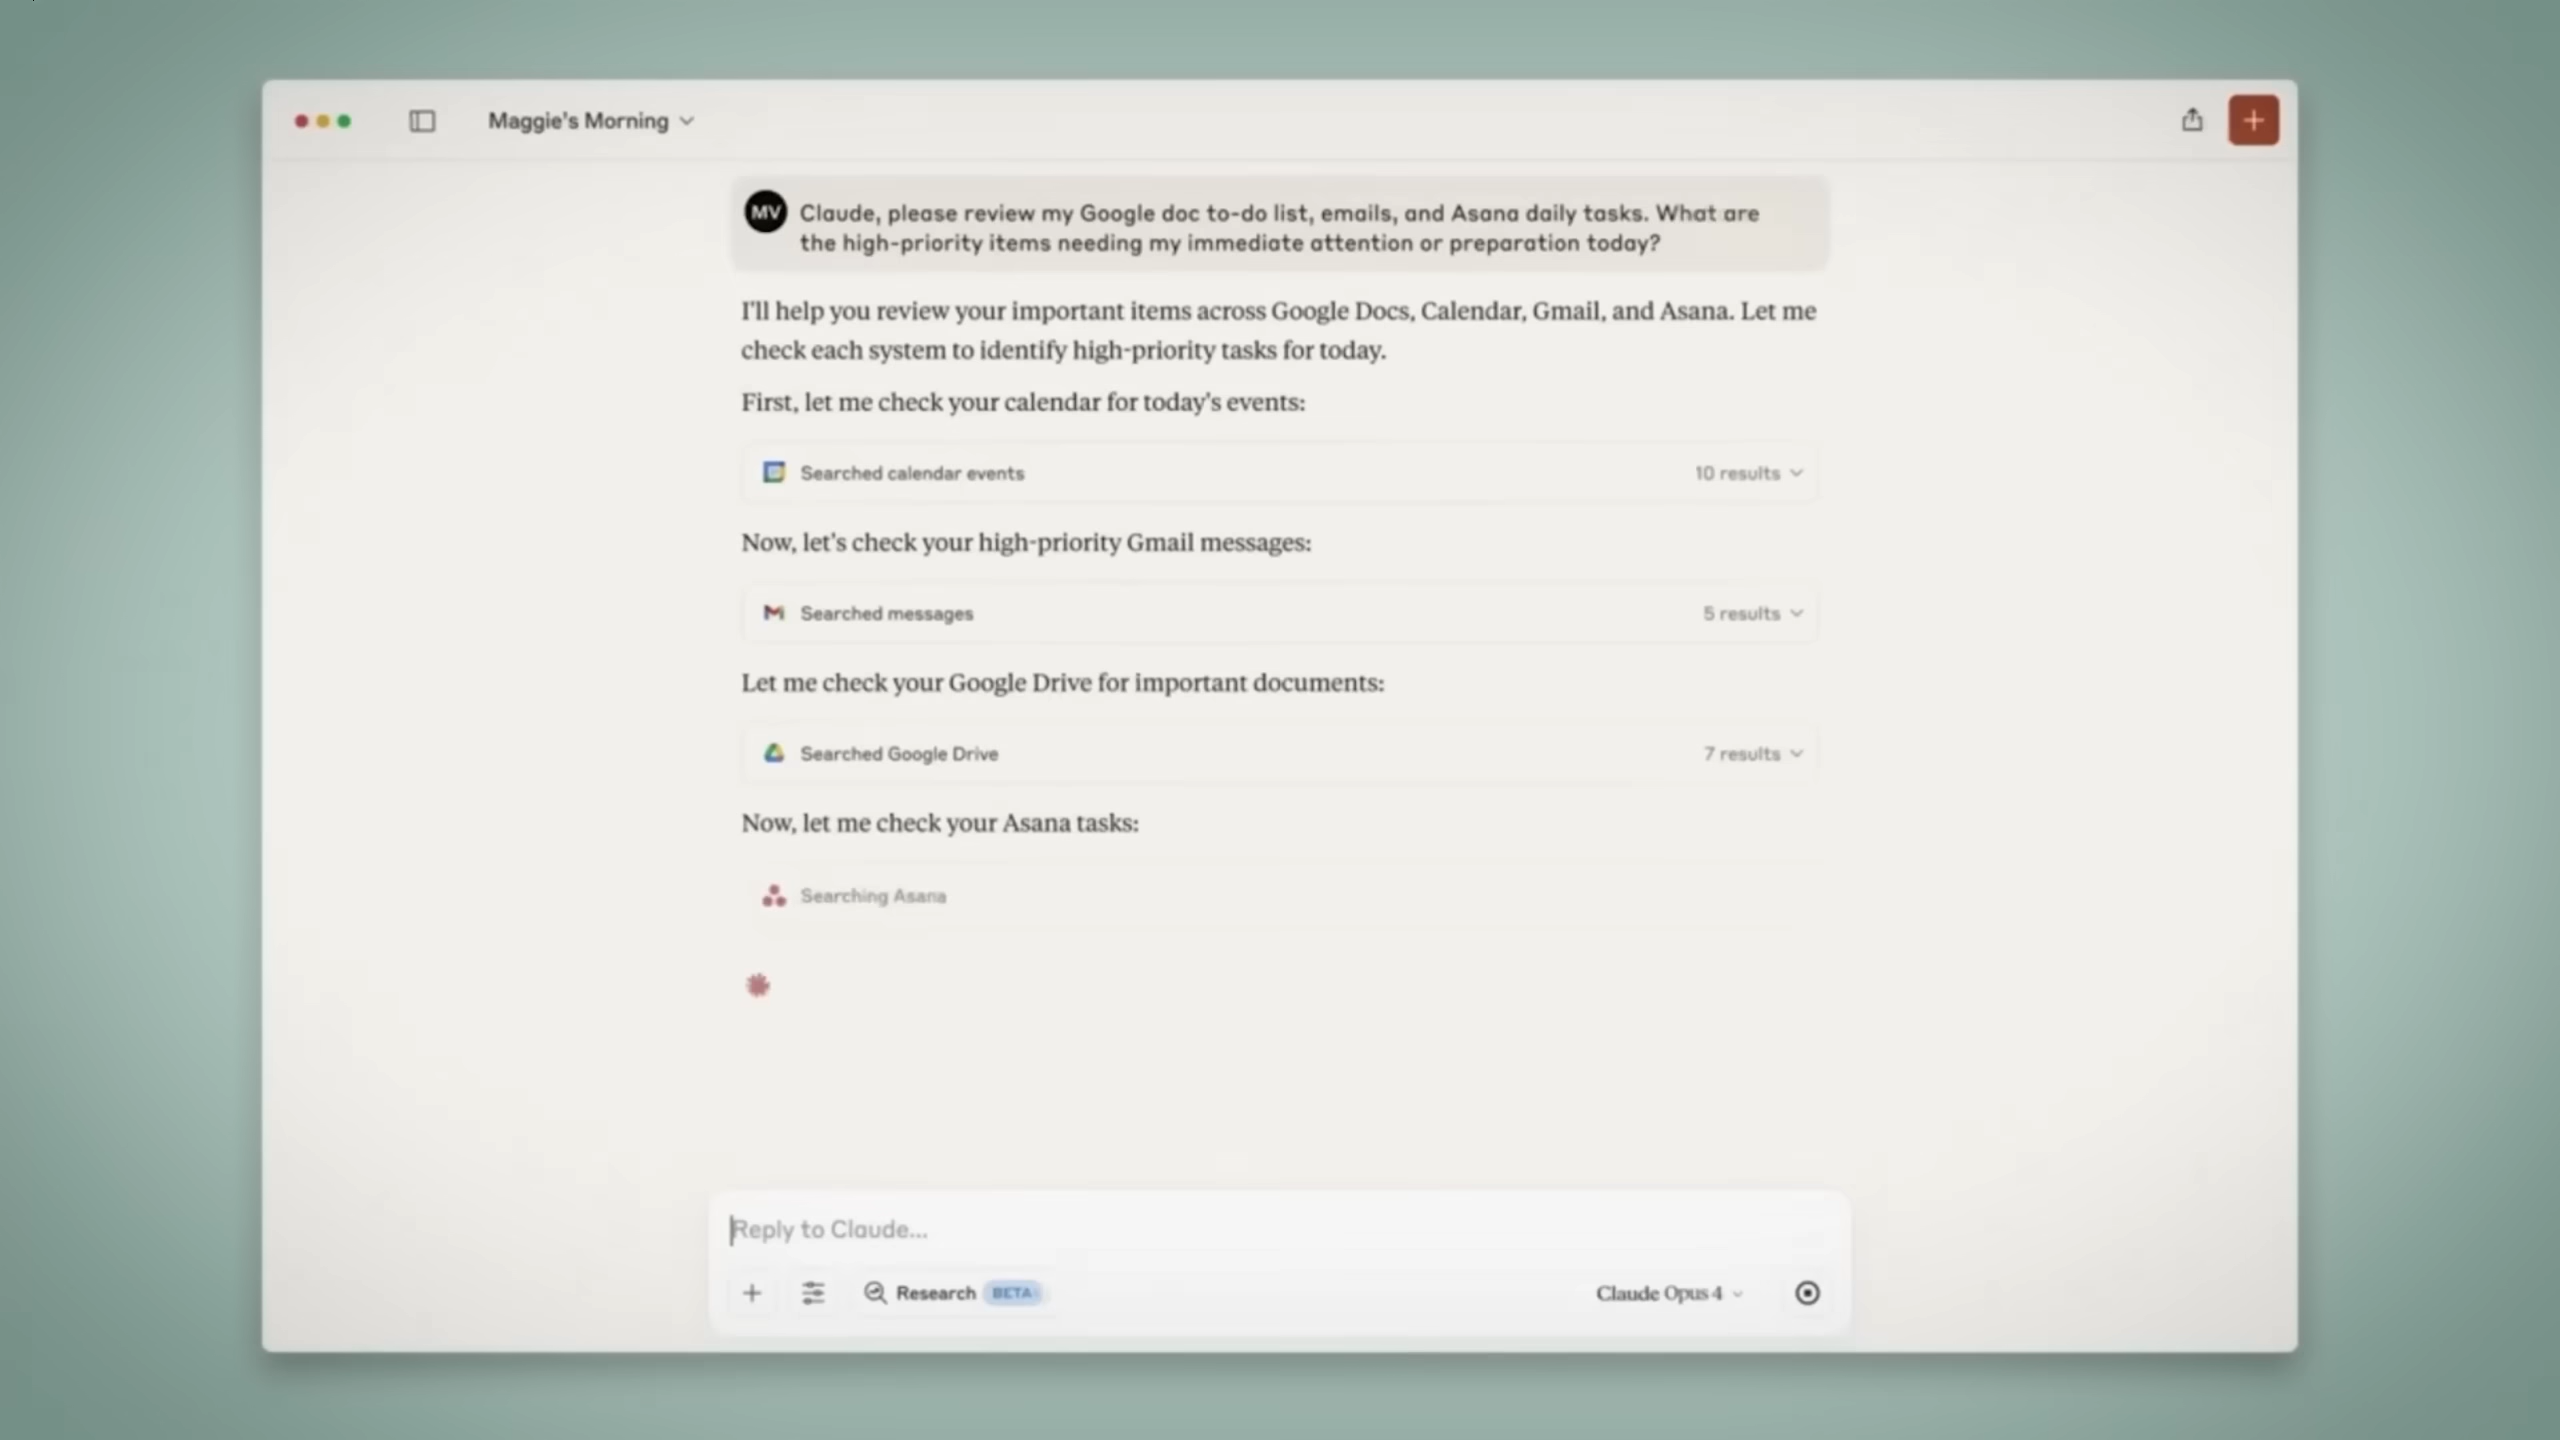 Maggie's Morning
MV
Claude, please review my Google doc to-do list, emails, and Asana daily tasks. What are
the high-priority items needing my immediate attention or preparation today?
I'll help you review your important items across Google Docs, Calendar, Gmail, and Asana. Let me
check each system to identify high-priority tasks for today.
First, let me check your calendar for today's events:
Searched calendar events 10 results
Now, let's check your high-priority Gmail messages:
Searched messages 5 results
Let me check your Google Drive for important documents:
Searched Google Drive 7 results
Now, let me check your Asana tasks:
Searching Asana
Reply to Claude...
Research BETA Claude Opus 4